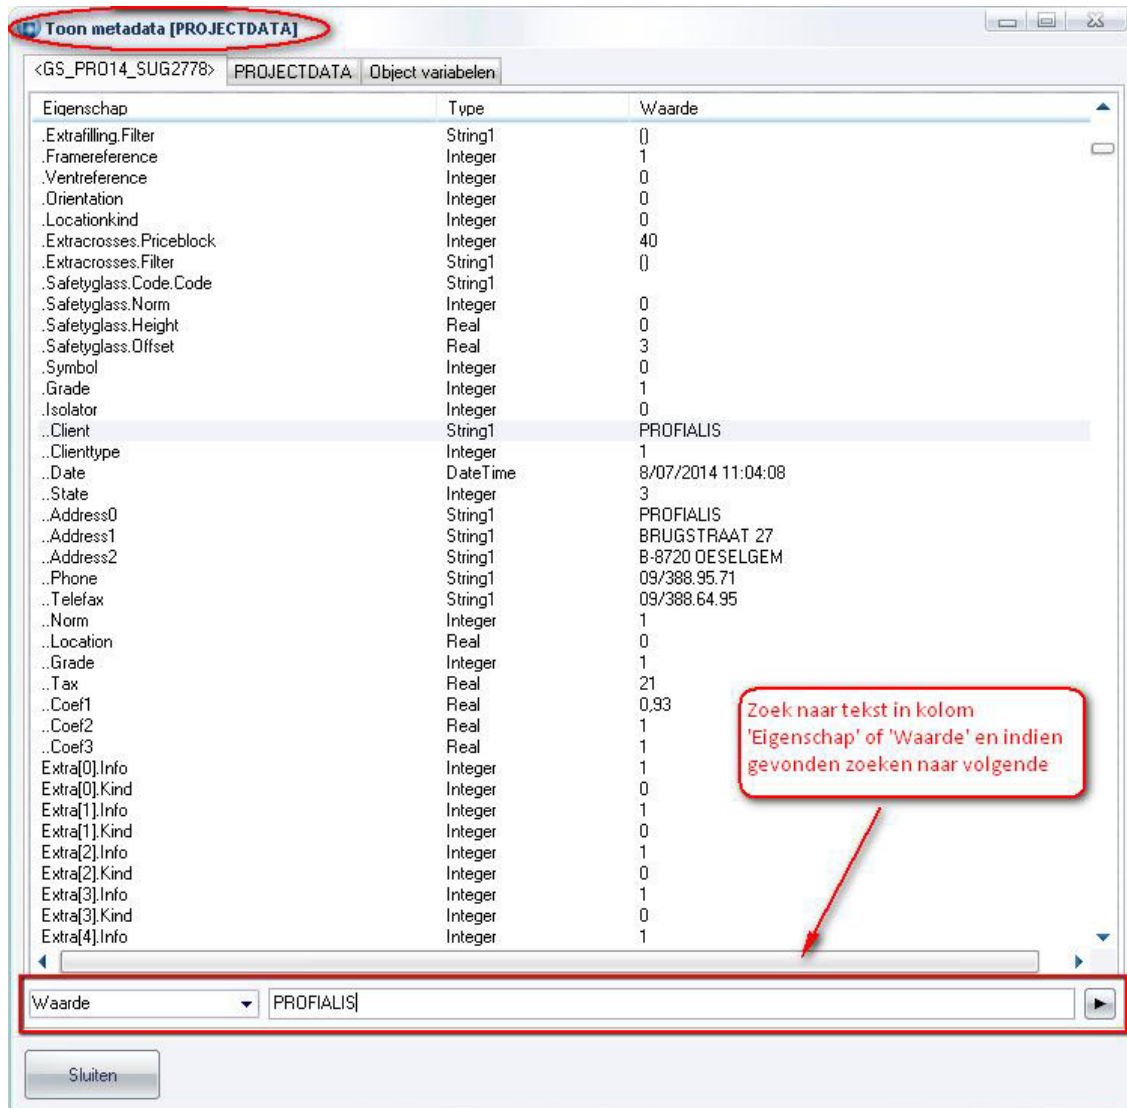 Toon metadata [PROJECTDATA]
<GS_PRO14_SUG2778> PROJECTDATA Object variabelen
Eigenschap Type Waarde
.Extrafilling.Filter String1 ()
.Framereference Integer 1
.Ventreference Integer 0
.Orientation Integer 0
.Locationkind Integer 0
.Extracrosses.Priceblock Integer 40
.Extracrosses.Filter String1 ()
.Safetyglass.Code.Code String1
.Safetyglass.Norm Integer 0
.Safetyglass.Height Real 0
.Safetyglass.Offset Real 3
.Symbol Integer 0
.Grade Integer 1
.Isolator Integer 0
..Client String1 PROFIALIS
..Clienttype Integer 1
..Date DateTime 8/07/2014 11:04:08
..State Integer 3
..Address0 String1 PROFIALIS
..Address1 String1 BRUGSTRAAT 27
..Address2 String1 B-8720 OESELGEM
..Phone String1 09/388.95.71
..Telefax String1 09/388.64.95
..Norm Integer 1
..Location Real 0
..Grade Integer 1
..Tax Real 21
..Coef1 Real 0,93
..Coef2 Real 1
..Coef3 Real 1
Extra[0].Info Integer 1
Extra[0].Kind Integer 0
Extra[1].Info Integer 1
Extra[1].Kind Integer 0
Extra[2].Info Integer 1
Extra[2].Kind Integer 0
Extra[3].Info Integer 1
Extra[3].Kind Integer 0
Extra[4].Info Integer 1
Zoek naar tekst in kolom
'Eigenschap' of 'Waarde' en indien
gevonden zoeken naar volgende
Waarde PROFIALIS
Sluiten